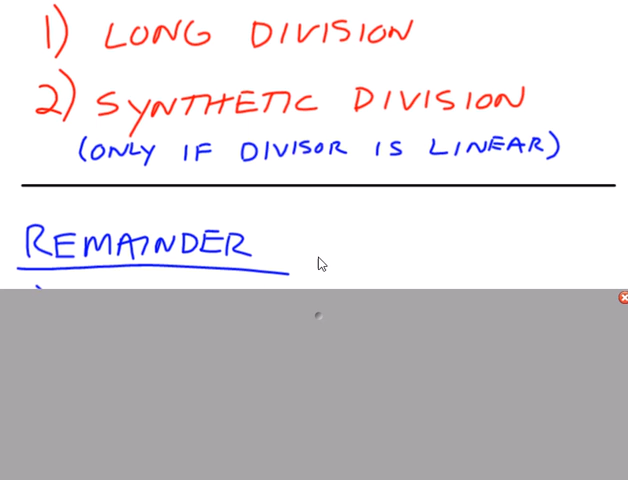 1) LONG DIVISION
2) SYNTHETIC DIVISION
(ONLY IF DIVISOR IS LINEAR)
REMAINDER